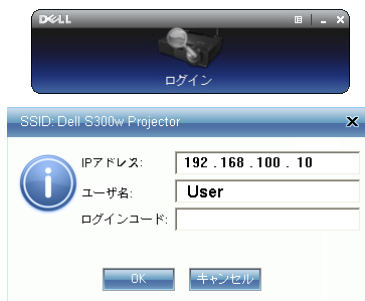 DELL
ログイン
SSID: Dell S300w Projector
IPアドレス: 192 . 168 . 100 . 10
ユーザ名: User
ログインコード:
OK キャンセル